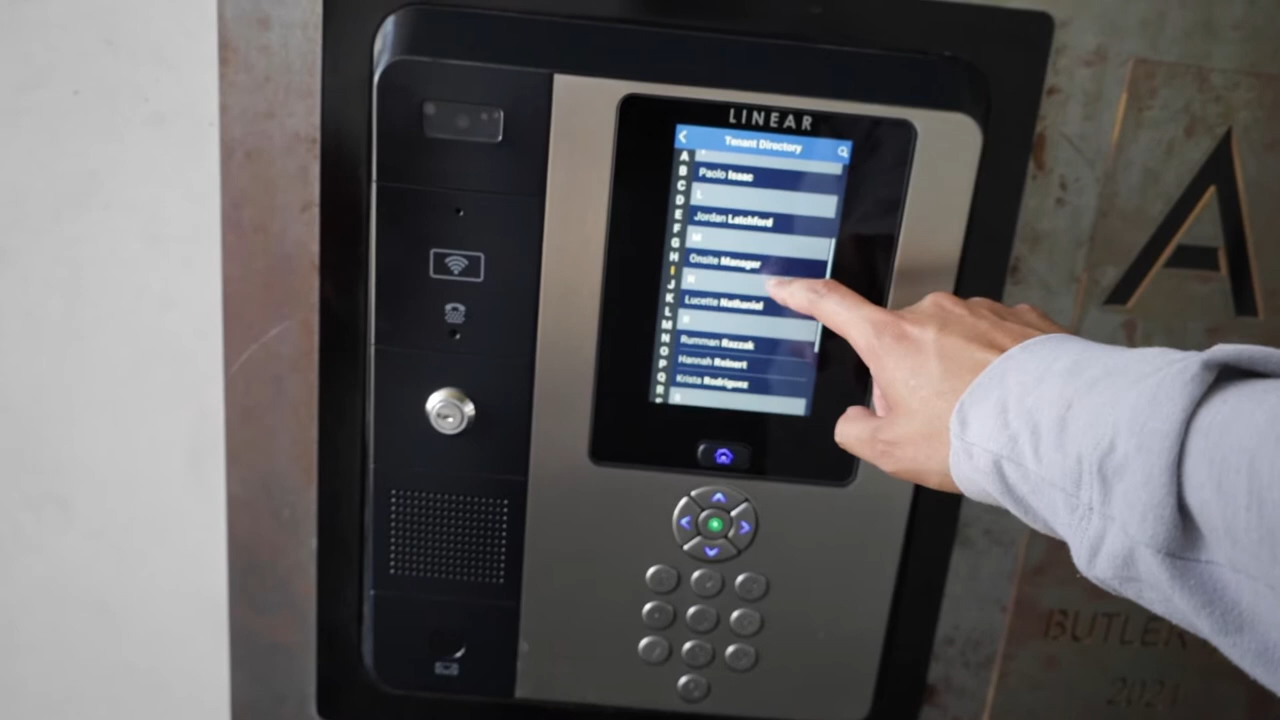 LINEAR
Tenant Directory
A
B
C
D
E
F
G
H
I
J
K
L
M
N
O
P
Q
R
Paolo Isaac
L
Jordan Latchford
M
Onsite Manager
N
Lucette Nathaniel
R
Rumman Razzak
Hannah Reinert
Krista Rodriguez
S
A
BUTLER
2021